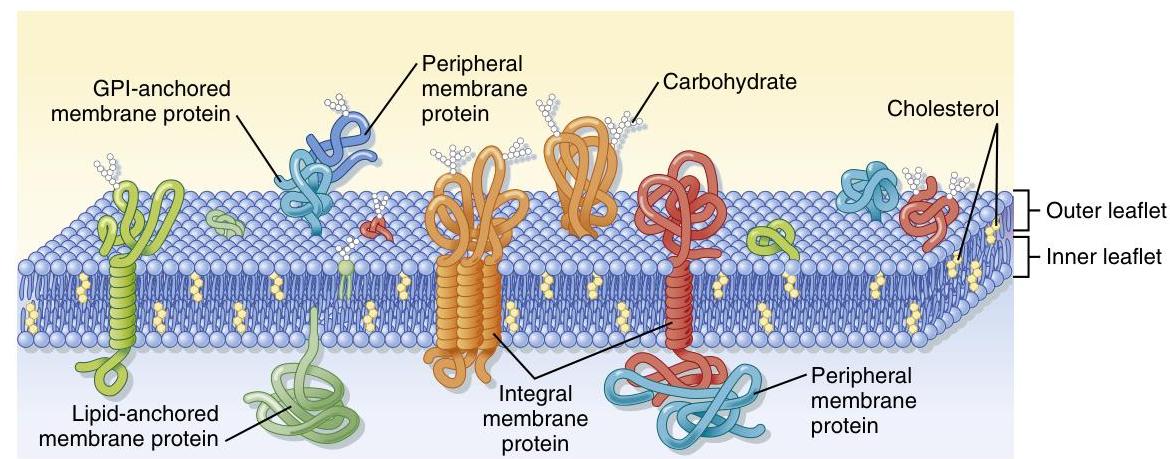 GPI-anchored
membrane protein
Peripheral
membrane
protein
Carbohydrate
Cholesterol
Outer leaflet
Inner leaflet
Lipid-anchored
membrane protein
Integral
membrane
protein
Peripheral
membrane
protein